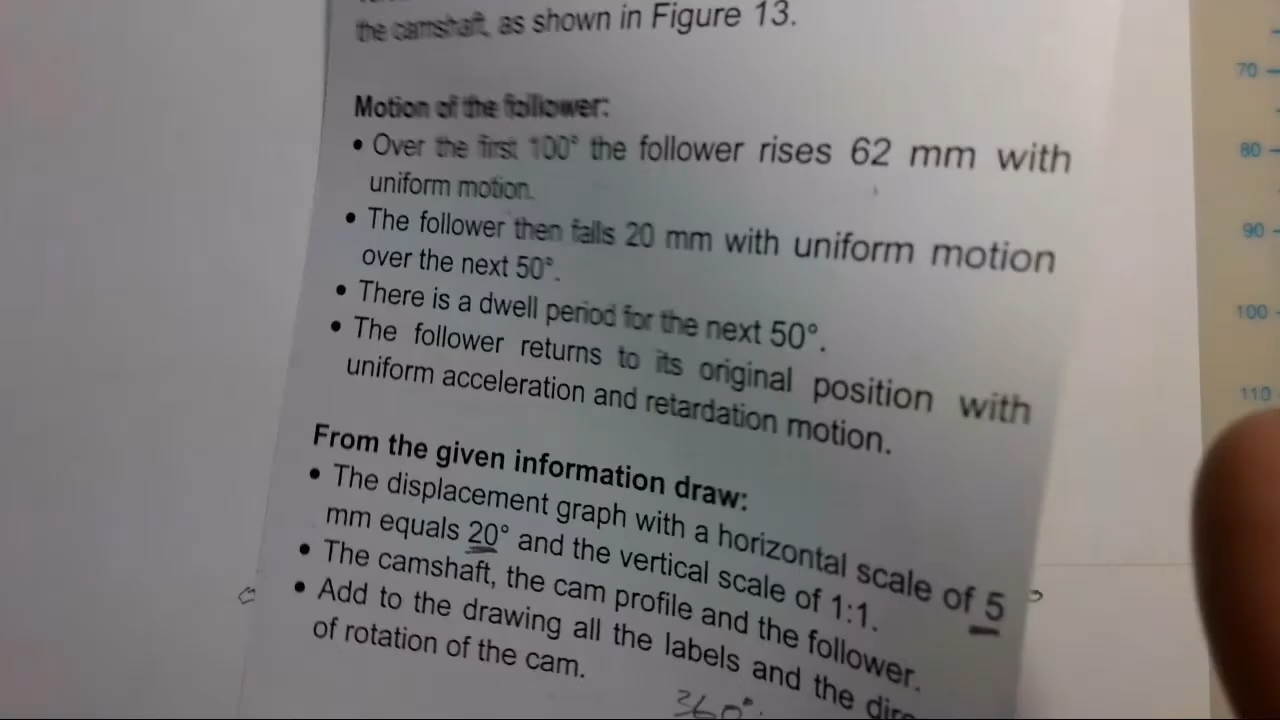 the camshaft, as shown in Figure 13.
Motion of the follower:
• Over the first 100° the follower rises 62 mm with
uniform motion.
• The follower then falls 20 mm with uniform motion
over the next 50°.
• There is a dwell period for the next 50°.
• The follower returns to its original position with
uniform acceleration and retardation motion.
From the given information draw:
• The displacement graph with a horizontal scale of 5
mm equals 20° and the vertical scale of 1:1.
• The camshaft, the cam profile and the follower.
• Add to the drawing all the labels and the
of rotation of the cam.
360°.
70
80
90
100
110